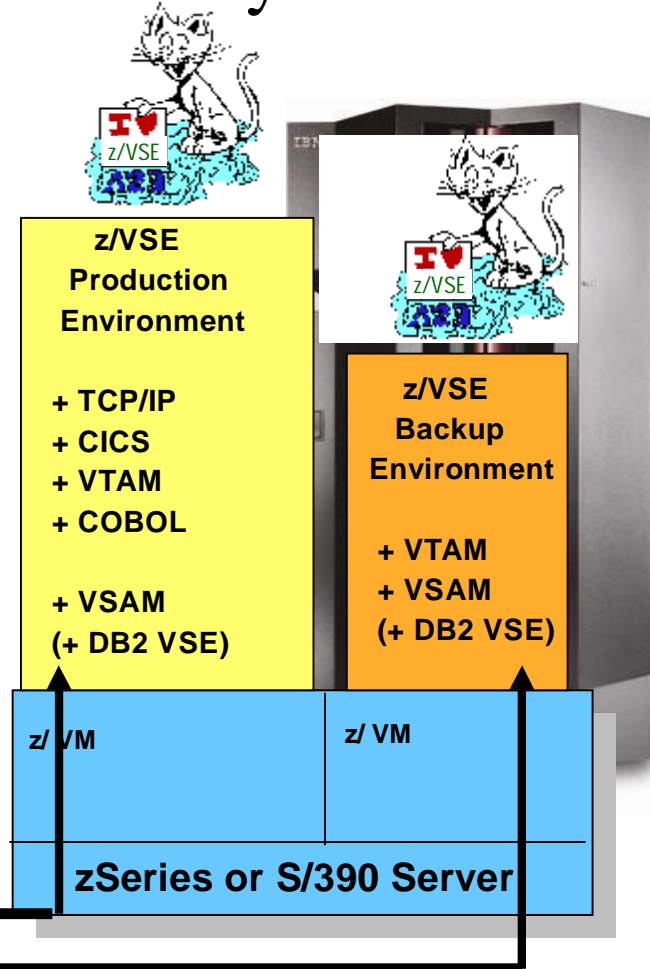 y
I ♥
z/VSE
IBM
I ♥
z/VSE
z/VSE
Production
Environment
+ TCP/IP
+ CICS
+ VTAM
+ COBOL
+ VSAM
(+ DB2 VSE)
z/VSE
Backup
Environment
+ VTAM
+ VSAM
(+ DB2 VSE)
z/ VM
z/ VM
zSeries or S/390 Server